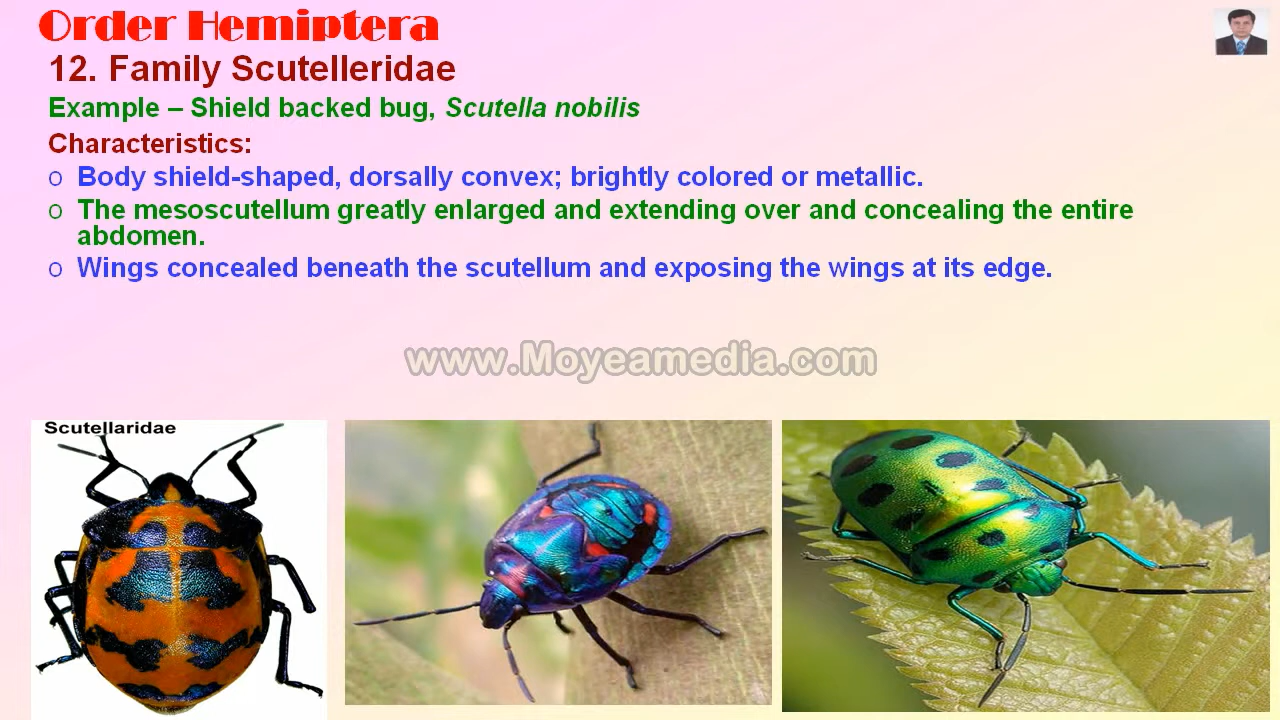 Order Hemiptera
12. Family Scutelleridae
Example – Shield backed bug, Scutella nobilis
Characteristics:
o Body shield-shaped, dorsally convex; brightly colored or metallic.
o The mesoscutellum greatly enlarged and extending over and concealing the entire
abdomen.
o Wings concealed beneath the scutellum and exposing the wings at its edge.
www.Moyeamedia.com
Scutellaridae